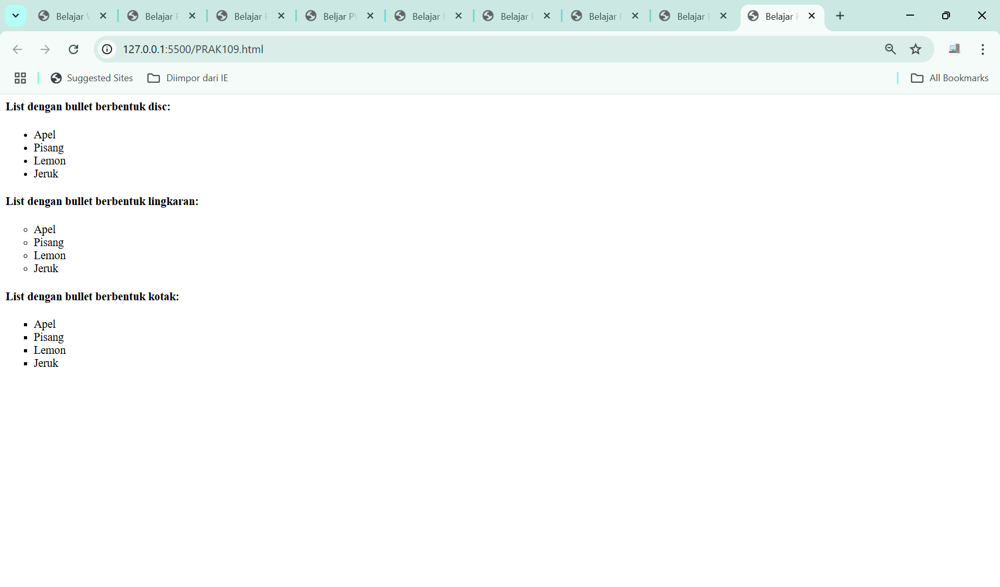 Belajar Belajar Belajar Beljar Belajar Belajar Belajar Belajar Belajar
127.0.0.1:5500/PRAK109.html
Suggested Sites Diimpor dari IE All Bookmarks
List dengan bullet berbentuk disc:
• Apel
• Pisang
• Lemon
• Jeruk
List dengan bullet berbentuk lingkaran:
◦ Apel
◦ Pisang
◦ Lemon
◦ Jeruk
List dengan bullet berbentuk kotak:
▪ Apel
▪ Pisang
▪ Lemon
▪ Jeruk